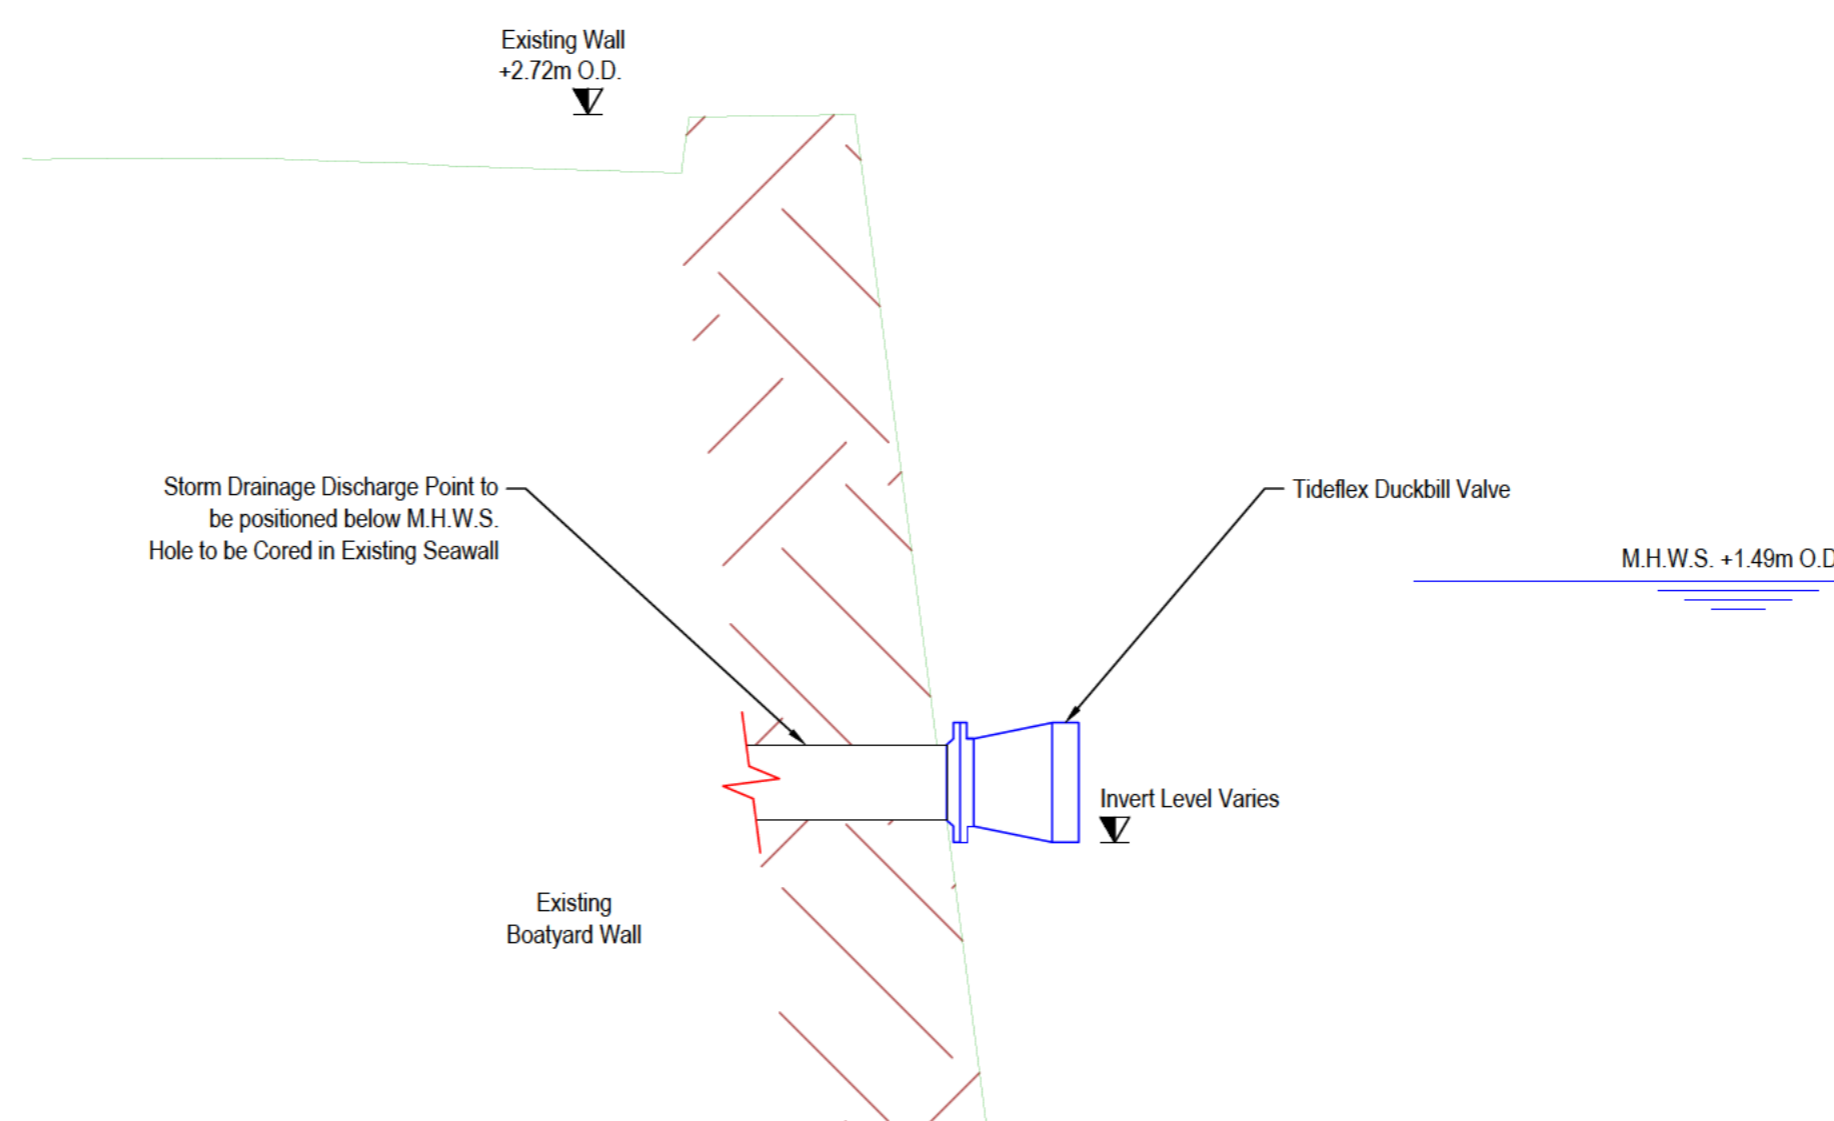 Existing Wall
+2.72m O.D.
Storm Drainage Discharge Point to
be positioned below M.H.W.S.
Hole to be Cored in Existing Seawall
Tideflex Duckbill Valve
M.H.W.S. +1.49m O.D
Invert Level Varies
Existing
Boatyard Wall